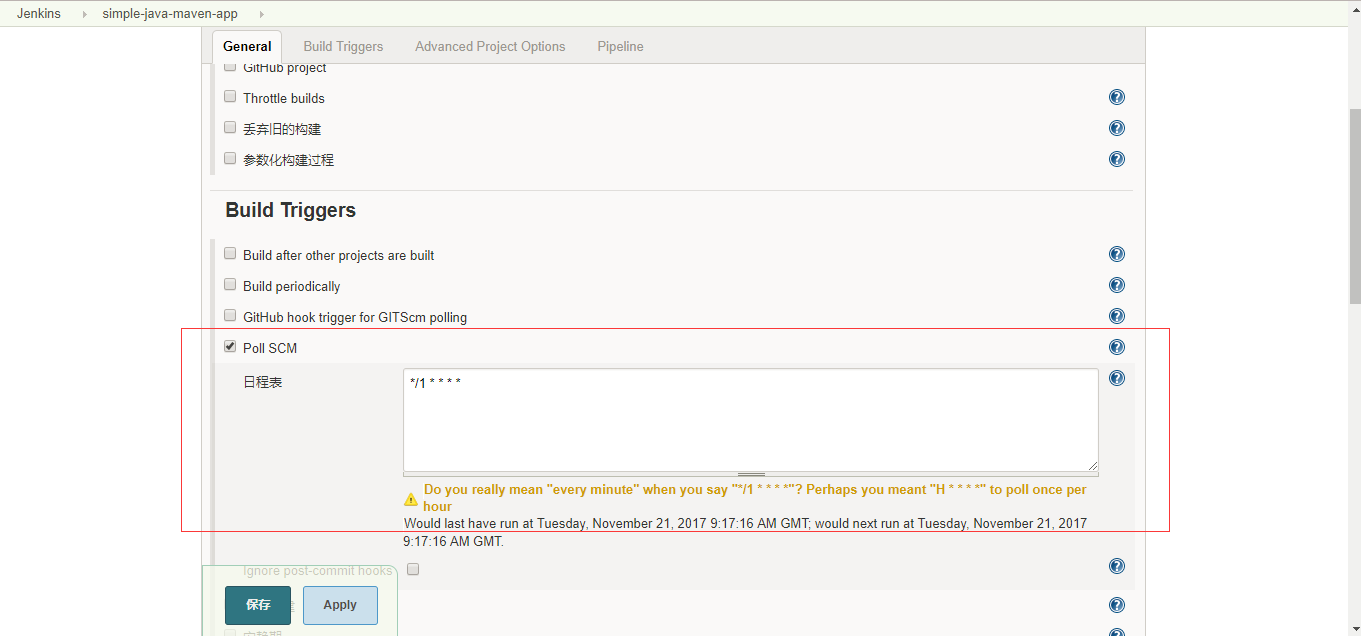 Jenkins simple-java-maven-app
General Build Triggers Advanced Project Options Pipeline
GitHub project
Throttle builds
丢弃旧的构建
参数化构建过程
Build Triggers
Build after other projects are built
Build periodically
GitHub hook trigger for GITScm polling
Poll SCM
日程表
*/1 * * * *
Do you really mean "every minute" when you say "*/1 * * * *"? Perhaps you meant "H * * * *" to poll once per
hour
Would last have run at Tuesday, November 21, 2017 9:17:16 AM GMT; would next run at Tuesday, November 21, 2017
9:17:16 AM GMT.
Ignore post-commit hooks
保存 Apply
安静期